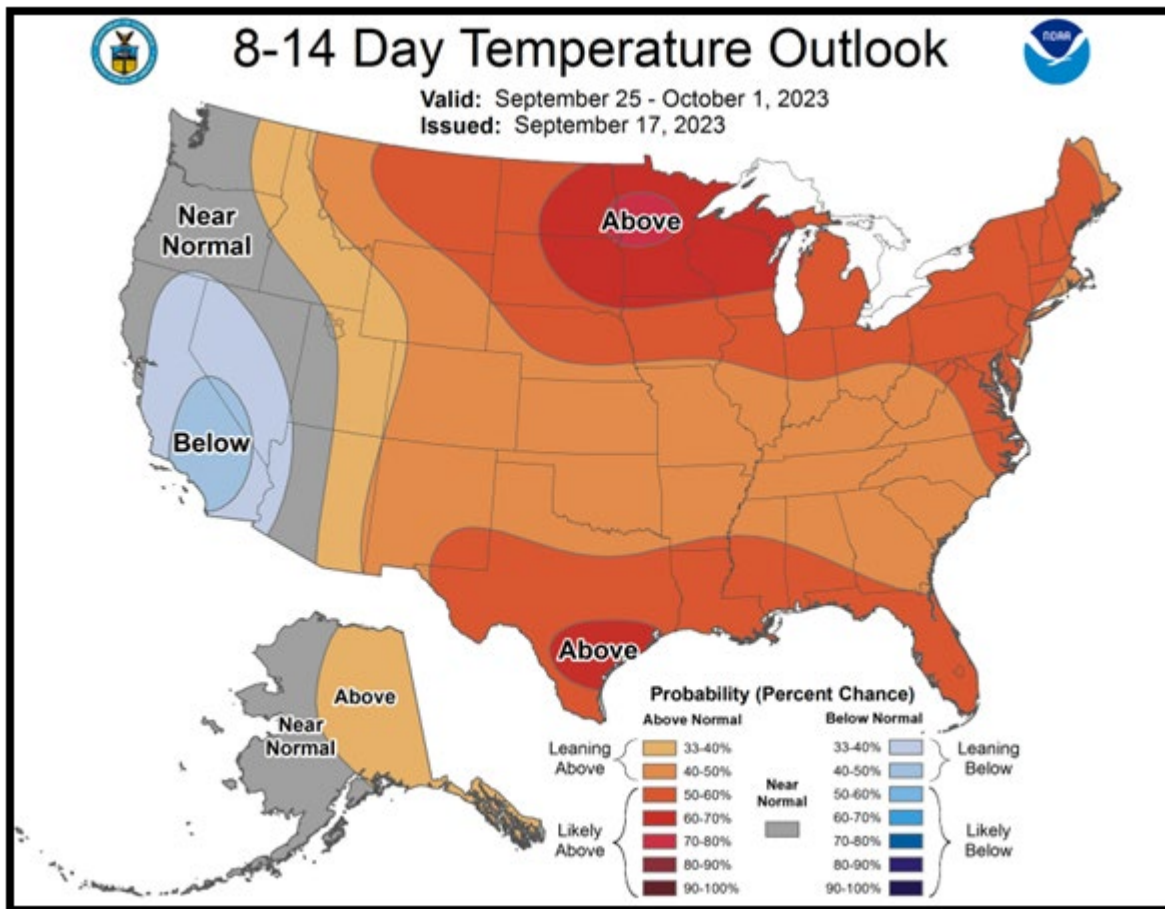 8-14 Day Temperature Outlook
NOAA
Valid: September 25 - October 1, 2023
Issued: September 17, 2023
Near
Normal
Above
Below
Above
Above
Near
Normal
Probability (Percent Chance)
Above Normal
Below Normal
Leaning
Above
33-40%
40-50%
Likely
Above
50-60%
60-70%
70-80%
80-90%
90-100%
Near
Normal
33-40%
40-50%
Leaning
Below
50-60%
60-70%
70-80%
80-90%
90-100%
Likely
Below